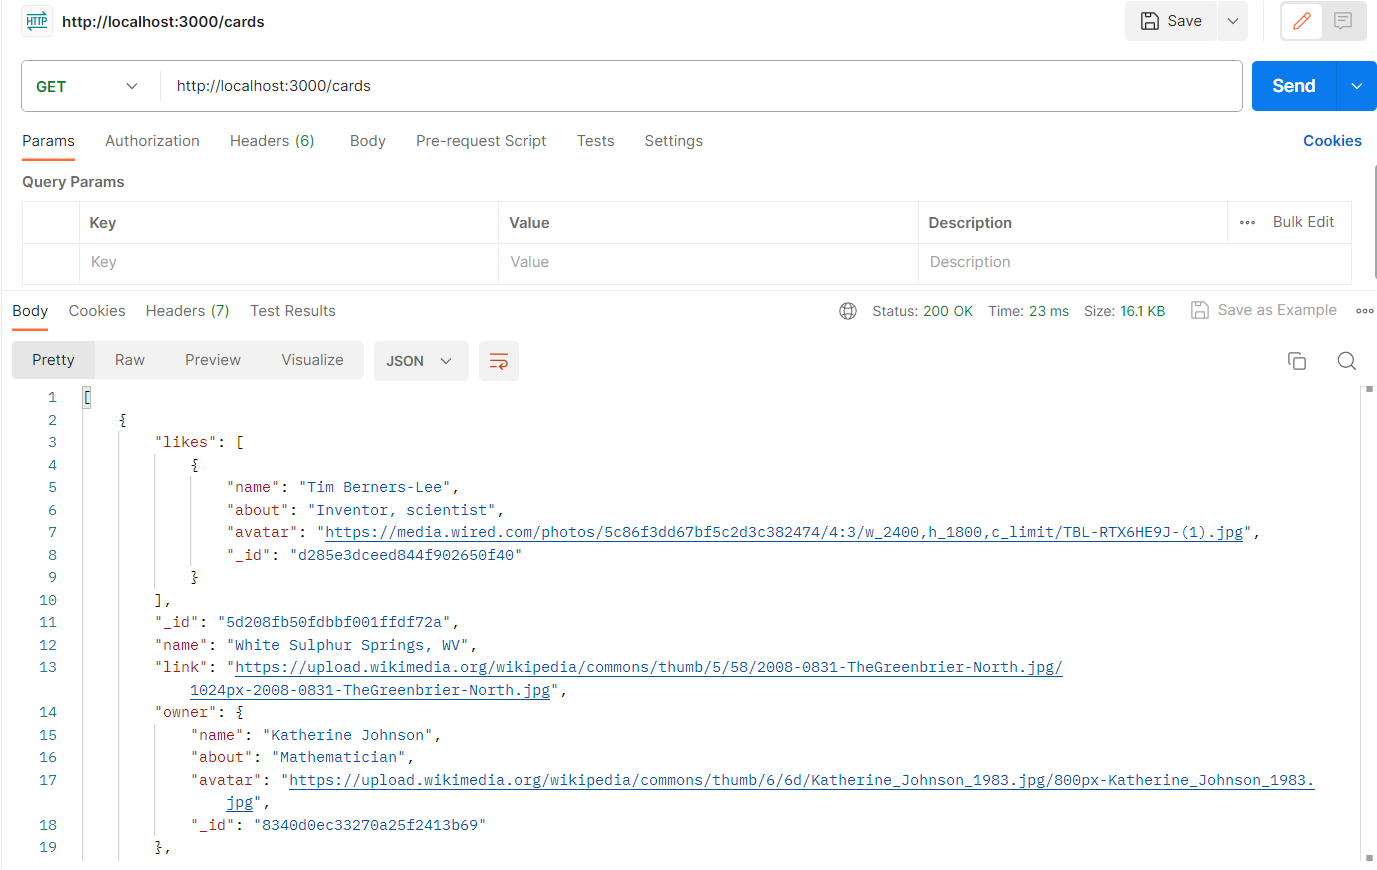 HTTP http://localhost:3000/cards Save
GET http://localhost:3000/cards Send
Params Authorization Headers (6) Body Pre-request Script Tests Settings Cookies
Query Params
Key Value Description Bulk Edit
Key Value Description
Body Cookies Headers (7) Test Results Status: 200 OK Time: 23 ms Size: 16.1 KB Save as Example
Pretty Raw Preview Visualize JSON
1 [
2 {
3 "likes": [
4 {
5 "name": "Tim Berners-Lee",
6 "about": "Inventor, scientist",
7 "avatar": "https://media.wired.com/photos/5c86f3dd67bf5c2d3c382474/4:3/w_2400,h_1800,c_limit/TBL-RTX6HE9J-(1).jpg",
8 "_id": "d285e3dceed844f902650f40"
9 }
10 ],
11 "_id": "5d208fb50fdbbf001ffdf72a",
12 "name": "White Sulphur Springs, WV",
13 "link": "https://upload.wikimedia.org/wikipedia/commons/thumb/5/58/2008-0831-TheGreenbrier-North.jpg/
1024px-2008-0831-TheGreenbrier-North.jpg",
14 "owner": {
15 "name": "Katherine Johnson",
16 "about": "Mathematician",
17 "avatar": "https://upload.wikimedia.org/wikipedia/commons/thumb/6/6d/Katherine_Johnson_1983.jpg/800px-Katherine_Johnson_1983.
jpg",
18 "_id": "8340d0ec33270a25f2413b69"
19 },